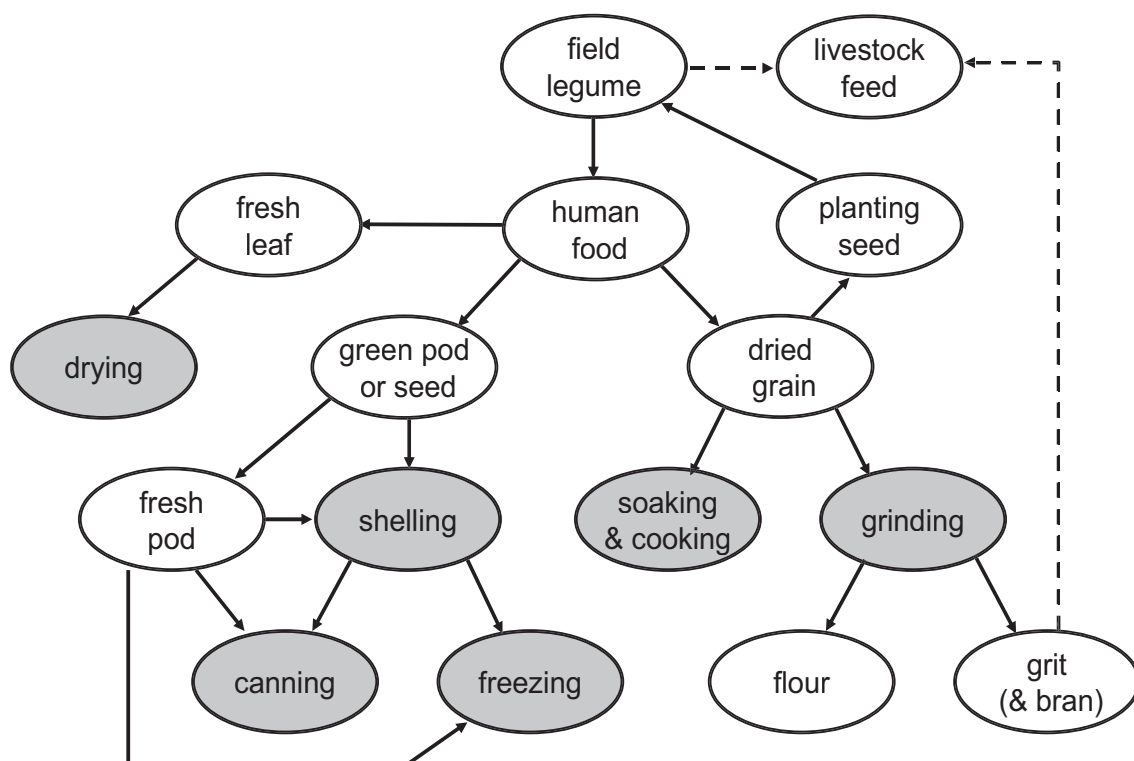 field
legume
livestock
feed
fresh
leaf
human
food
planting
seed
drying
green pod
or seed
dried
grain
fresh
pod
shelling
soaking
& cooking
grinding
canning
freezing
flour
grit
(& bran)